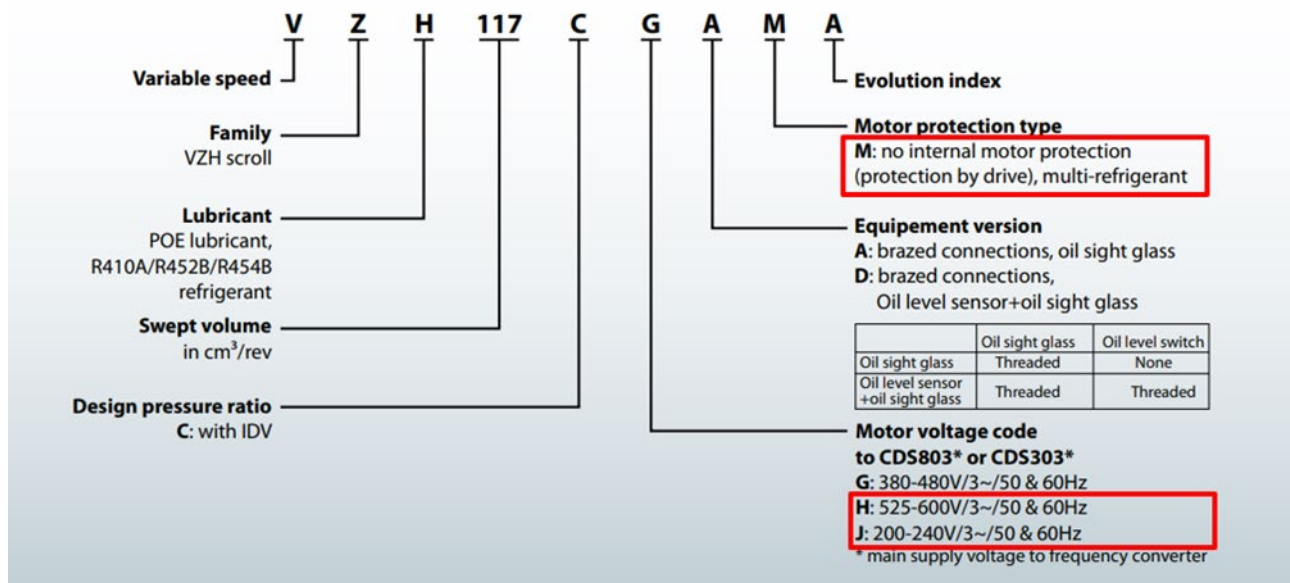 V Z H 117 C G A M A
Variable speed
Family
VZH scroll
Lubricant
POE lubricant,
R410A/R452B/R454B
refrigerant
Swept volume
in cm³/rev
Design pressure ratio
C: with IDV
Evolution index
Motor protection type
M: no internal motor protection
(protection by drive), multi-refrigerant
Equipement version
A: brazed connections, oil sight glass
D: brazed connections,
Oil level sensor+oil sight glass
Oil sight glass Oil level switch
Oil sight glass Threaded None
Oil level sensor
+oil sight glass Threaded Threaded
Motor voltage code
to CDS803* or CDS303*
G: 380-480V/3~/50 & 60Hz
H: 525-600V/3~/50 & 60Hz
J: 200-240V/3~/50 & 60Hz
* main supply voltage to frequency converter